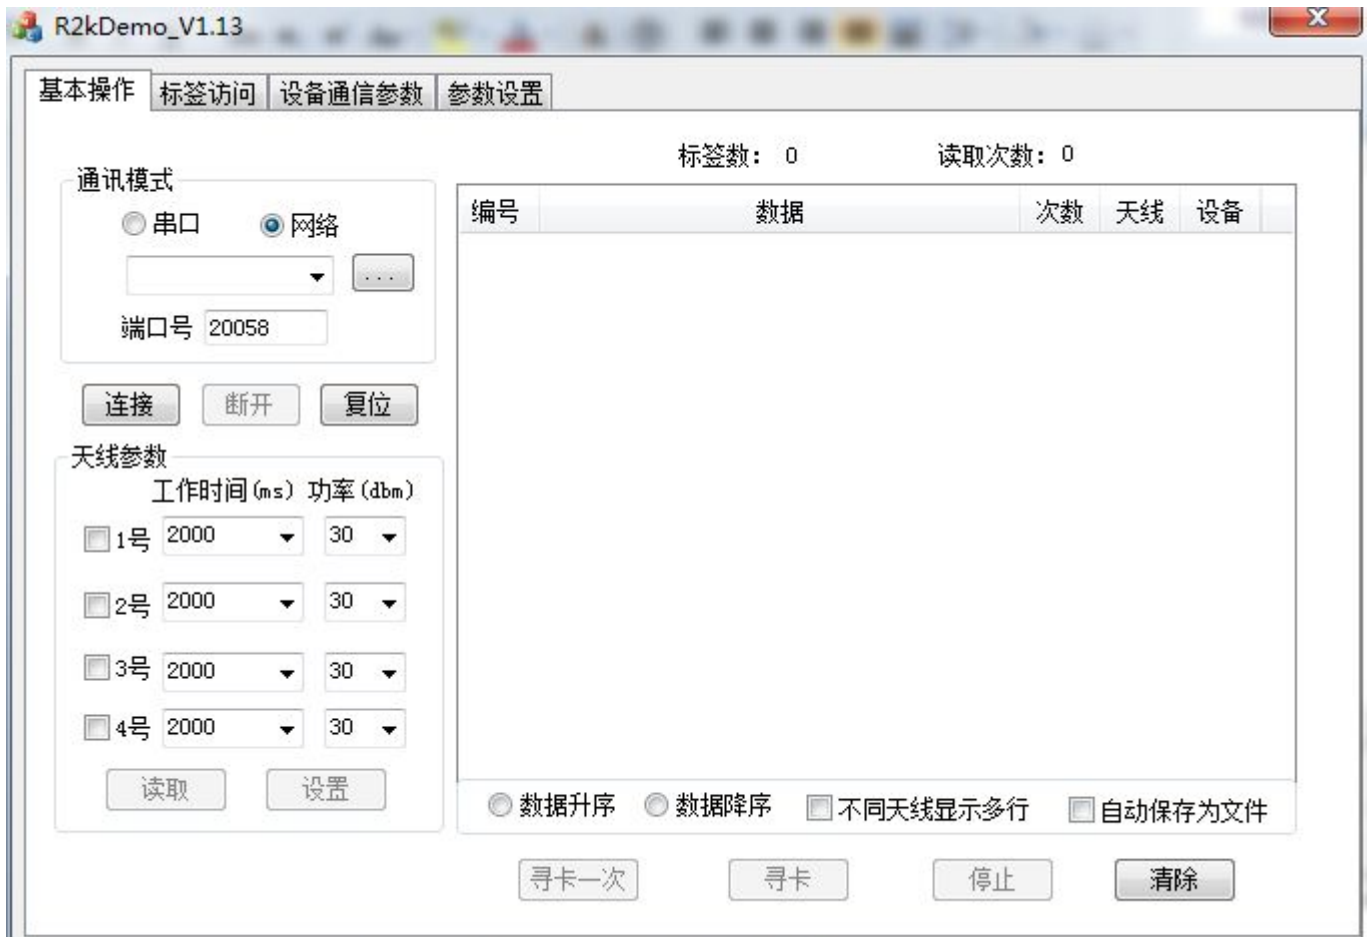 R2kDemo_V1.13
基本操作 标签访问 设备通信参数 参数设置
标签数： 0 读取次数： 0
通讯模式
串口 网络
...
端口号 20058
连接 断开 复位
编号 数据 次数 天线 设备
天线参数
工作时间(ms) 功率(dbm)
1号 2000 30
2号 2000 30
3号 2000 30
4号 2000 30
读取 设置
数据升序 数据降序 不同天线显示多行 自动保存为文件
寻卡一次 寻卡 停止 清除